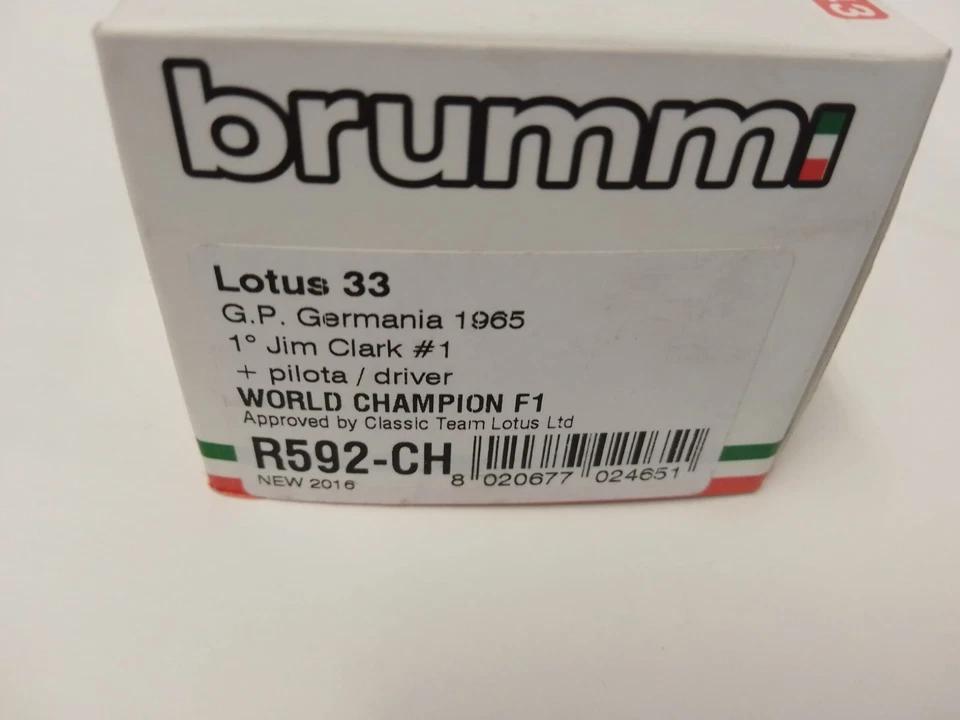 brumm
Lotus 33
G.P. Germania 1965
1° Jim Clark #1
+ pilota / driver
WORLD CHAMPION F1
Approved by Classic Team Lotus Ltd
R592-CH
NEW 2016
8 020677 024651